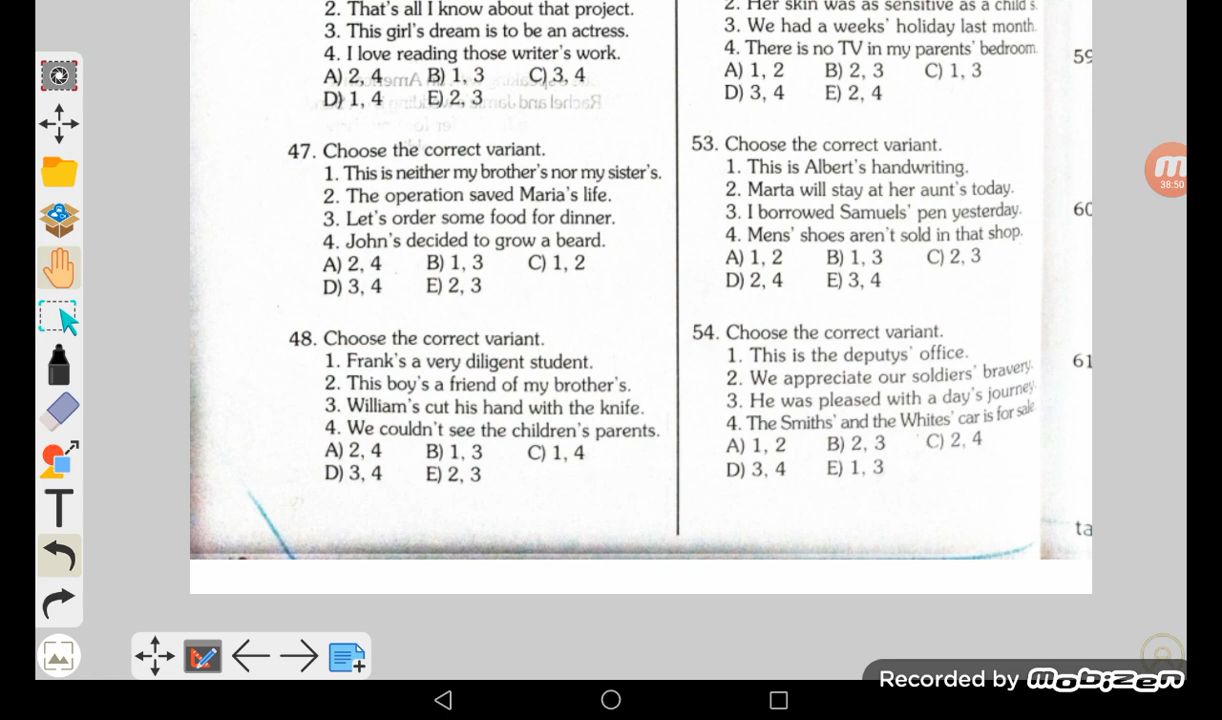 2. That's all I know about that project.
3. This girl's dream is to be an actress.
4. I love reading those writer's work.
A) 2, 4 B) 1, 3 C) 3, 4
D) 1, 4 E) 2, 3
47. Choose the correct variant.
1. This is neither my brother's nor my sister's.
2. The operation saved Maria's life.
3. Let's order some food for dinner.
4. John's decided to grow a beard.
A) 2, 4 B) 1, 3 C) 1, 2
D) 3, 4 E) 2, 3
48. Choose the correct variant.
1. Frank's a very diligent student.
2. This boy's a friend of my brother's.
3. William's cut his hand with the knife.
4. We couldn't see the children's parents.
A) 2, 4 B) 1, 3 C) 1, 4
D) 3, 4 E) 2, 3
2. Her skin was as sensitive as a child's.
3. We had a weeks' holiday last month.
4. There is no TV in my parents' bedroom.
A) 1, 2 B) 2, 3 C) 1, 3
D) 3, 4 E) 2, 4
53. Choose the correct variant.
1. This is Albert's handwriting.
2. Marta will stay at her aunt's today.
3. I borrowed Samuels' pen yesterday.
4. Mens' shoes aren't sold in that shop.
A) 1, 2 B) 1, 3 C) 2, 3
D) 2, 4 E) 3, 4
54. Choose the correct variant.
1. This is the deputys' office.
2. We appreciate our soldiers' bravery.
3. He was pleased with a day's journey.
4. The Smiths' and the Whites' car is for sale
A) 1, 2 B) 2, 3 C) 2, 4
D) 3, 4 E) 1, 3
59
60
61
ta
T
38:50
Recorded by mobizen